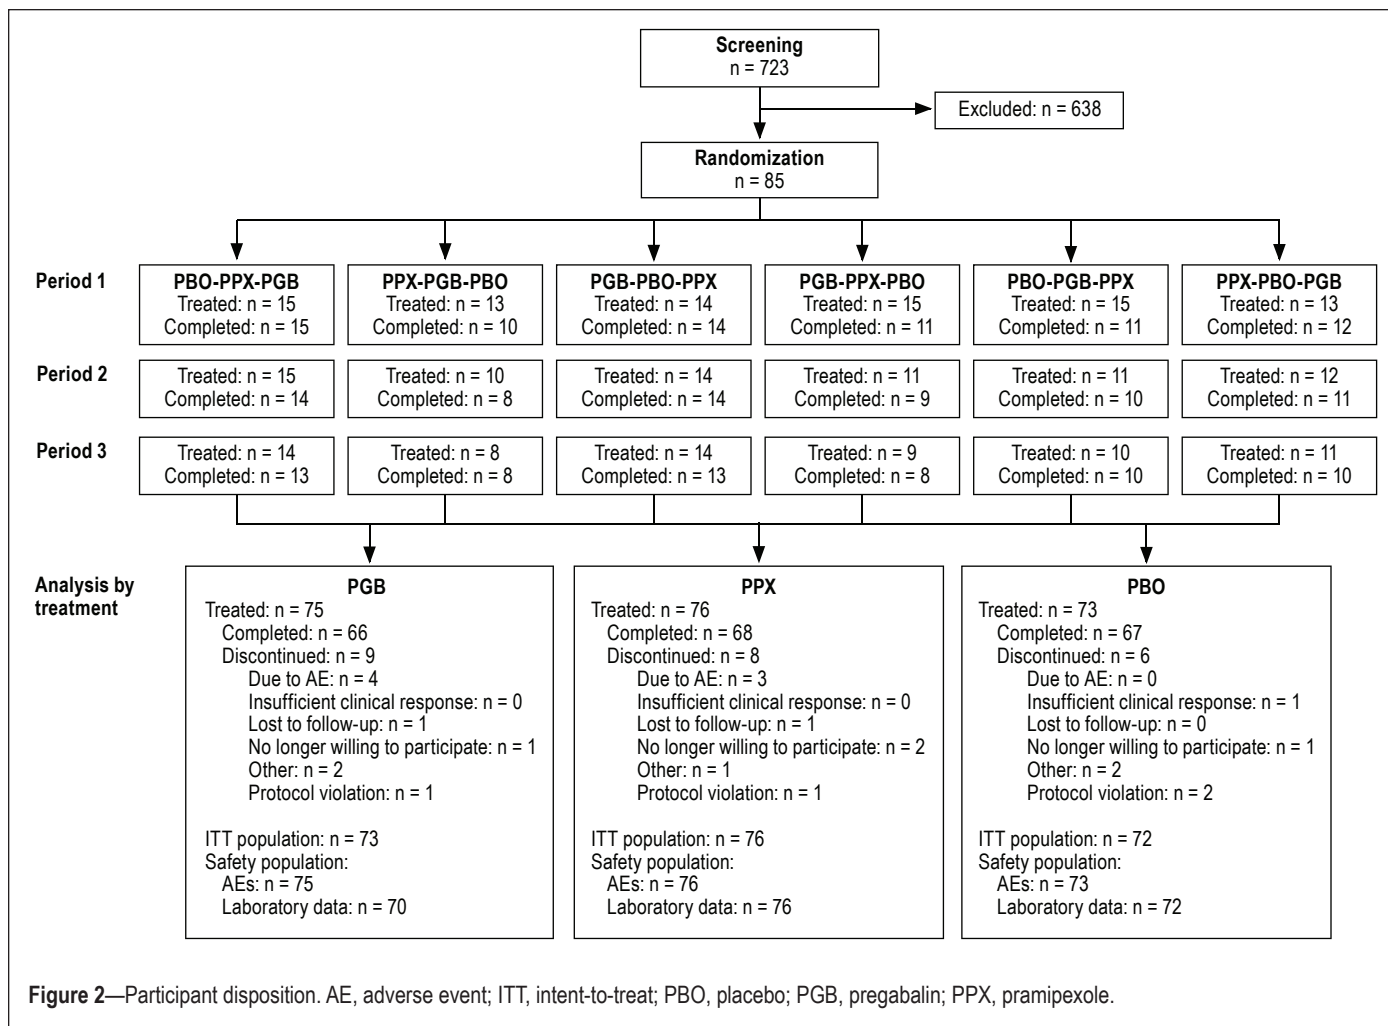 Screening
n = 723
Excluded: n = 638
Randomization
n = 85
Period 1
PBO-PPX-PGB
Treated: n = 15
Completed: n = 15
PPX-PGB-PBO
Treated: n = 13
Completed: n = 10
PGB-PBO-PPX
Treated: n = 14
Completed: n = 14
PGB-PPX-PBO
Treated: n = 15
Completed: n = 11
PBO-PGB-PPX
Treated: n = 15
Completed: n = 11
PPX-PBO-PGB
Treated: n = 13
Completed: n = 12
Period 2
Treated: n = 15
Completed: n = 14
Treated: n = 10
Completed: n = 8
Treated: n = 14
Completed: n = 14
Treated: n = 11
Completed: n = 9
Treated: n = 11
Completed: n = 10
Treated: n = 12
Completed: n = 11
Period 3
Treated: n = 14
Completed: n = 13
Treated: n = 8
Completed: n = 8
Treated: n = 14
Completed: n = 13
Treated: n = 9
Completed: n = 8
Treated: n = 10
Completed: n = 10
Treated: n = 11
Completed: n = 10
Analysis by
treatment
PGB
Treated: n = 75
Completed: n = 66
Discontinued: n = 9
Due to AE: n = 4
Insufficient clinical response: n = 0
Lost to follow-up: n = 1
No longer willing to participate: n = 1
Other: n = 2
Protocol violation: n = 1
ITT population: n = 73
Safety population:
AEs: n = 75
Laboratory data: n = 70
PPX
Treated: n = 76
Completed: n = 68
Discontinued: n = 8
Due to AE: n = 3
Insufficient clinical response: n = 0
Lost to follow-up: n = 1
No longer willing to participate: n = 2
Other: n = 1
Protocol violation: n = 1
ITT population: n = 76
Safety population:
AEs: n = 76
Laboratory data: n = 76
PBO
Treated: n = 73
Completed: n = 67
Discontinued: n = 6
Due to AE: n = 0
Insufficient clinical response: n = 1
Lost to follow-up: n = 0
No longer willing to participate: n = 1
Other: n = 2
Protocol violation: n = 2
ITT population: n = 72
Safety population:
AEs: n = 73
Laboratory data: n = 72
Figure 2—Participant disposition. AE, adverse event; ITT, intent-to-treat; PBO, placebo; PGB, pregabalin; PPX, pramipexole.